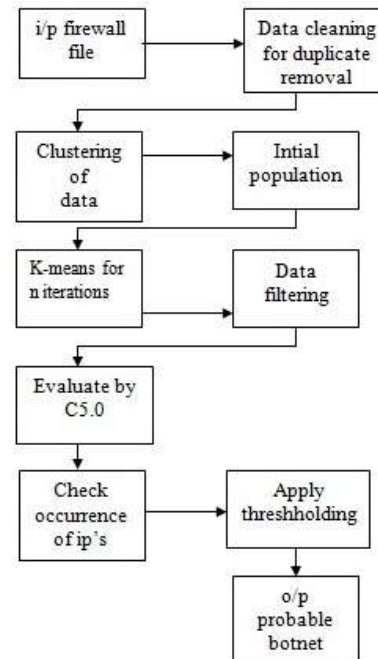 i/p firewall
file
Data cleaning
for duplicate
removal
Clustering
of
data
Intial
population
K-means for
n iterations
Data
filtering
Evaluate by
C5.0
Check
occurrence
of ip's
Apply
threshholding
o/p
probable
botnet